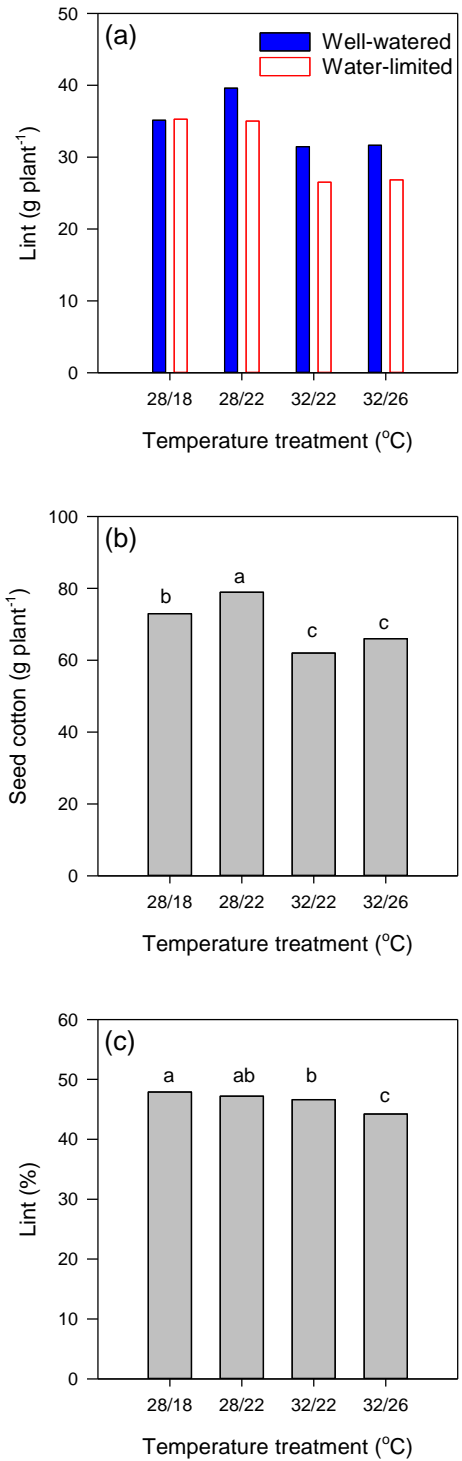 50
(a)
Well-watered
Water-limited
40
30
20
10
0
Lint (g plant-1)
28/18 28/22 32/22 32/26
Temperature treatment (oC)
100
(b)
80
60
40
20
0
b a c c
Seed cotton (g plant-1)
28/18 28/22 32/22 32/26
Temperature treatment (oC)
60
(c)
50
40
30
20
10
0
a ab b c
Lint (%)
28/18 28/22 32/22 32/26
Temperature treatment (oC)